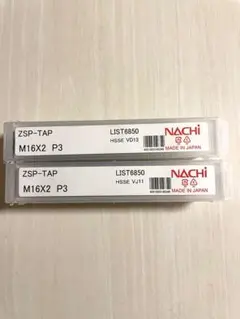 ZSP-TAP
LIST6850
NACHi
HSSE VD12
M16X2 P3
MADE IN JAPAN
ZSP-TAP
LIST6850
NACHi
HSSE VJ11
M16X2 P3
MADE IN JAPAN